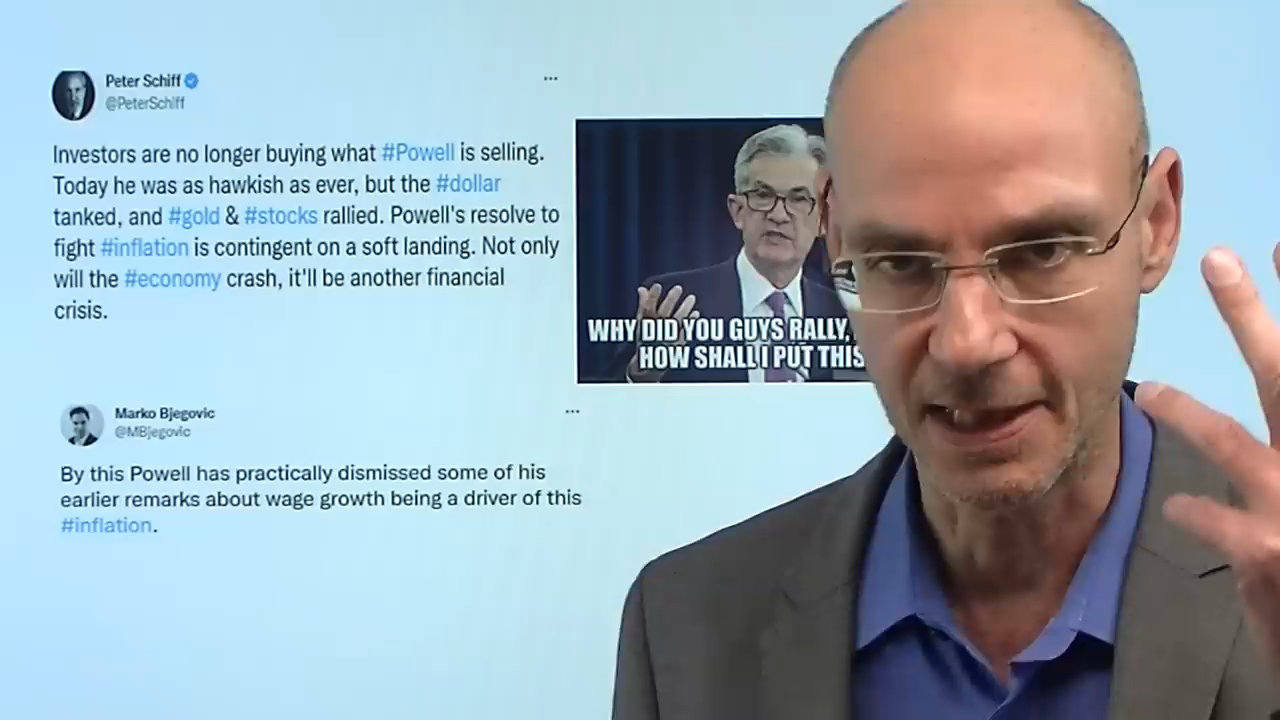 Peter Schiff
@PeterSchiff
Investors are no longer buying what #Powell is selling.
Today he was as hawkish as ever, but the #dollar
tanked, and #gold & #stocks rallied. Powell's resolve to
fight #inflation is contingent on a soft landing. Not only
will the #economy crash, it'll be another financial
crisis.
WHY DID YOU GUYS RALLY,
HOW SHALL I PUT THIS
Marko Bjegovic
@MBjegovic
By this Powell has practically dismissed some of his
earlier remarks about wage growth being a driver of this
#inflation.